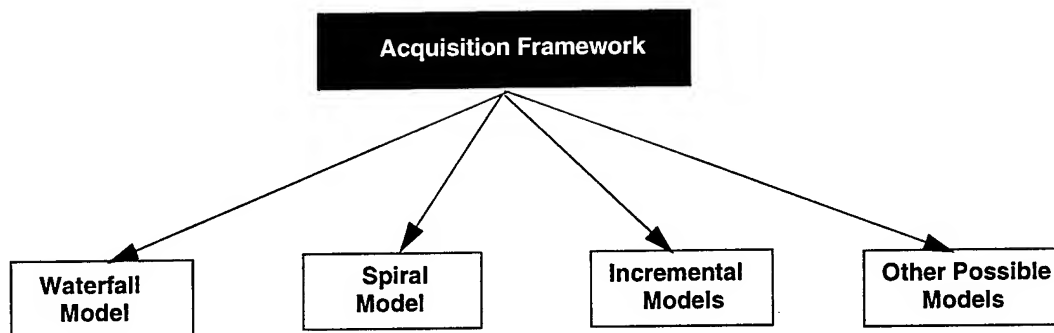 Acquisition Framework
Waterfall
Model
Spiral
Model
Incremental
Models
Other Possible
Models